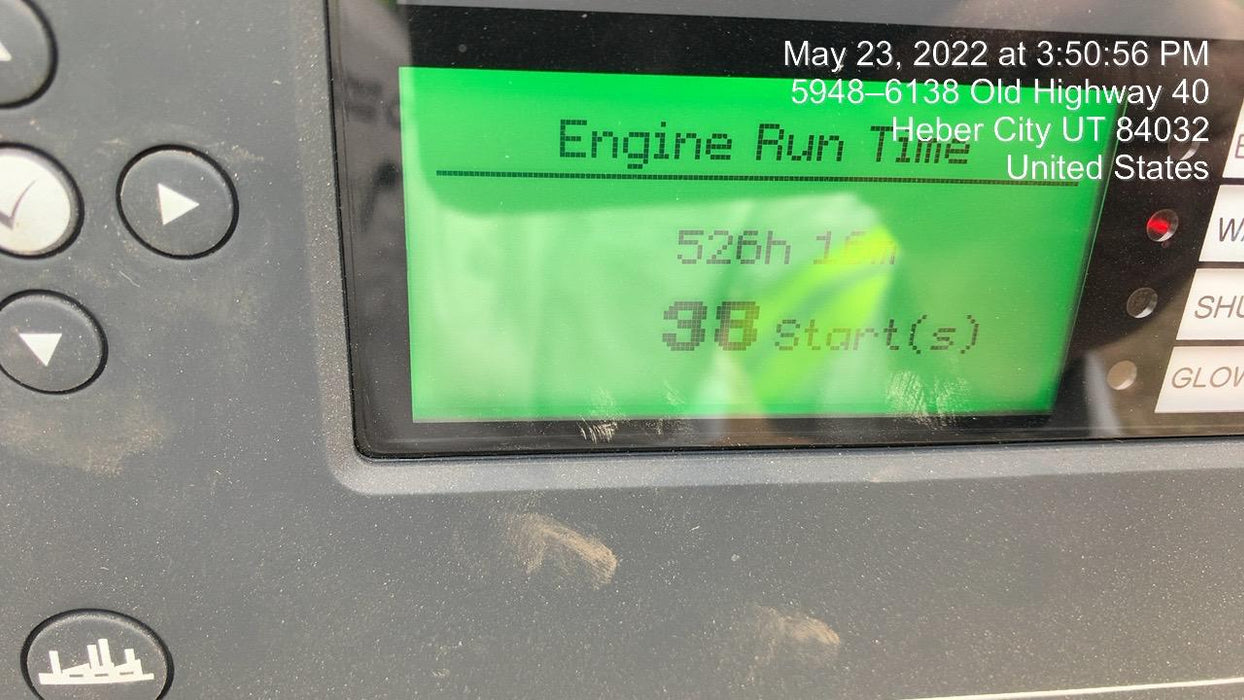 May 23, 2022 at 3:50:56 PM
5948–6138 Old Highway 40
Heber City UT 84032
United States
Engine Run Time
526h
38 Start(s)